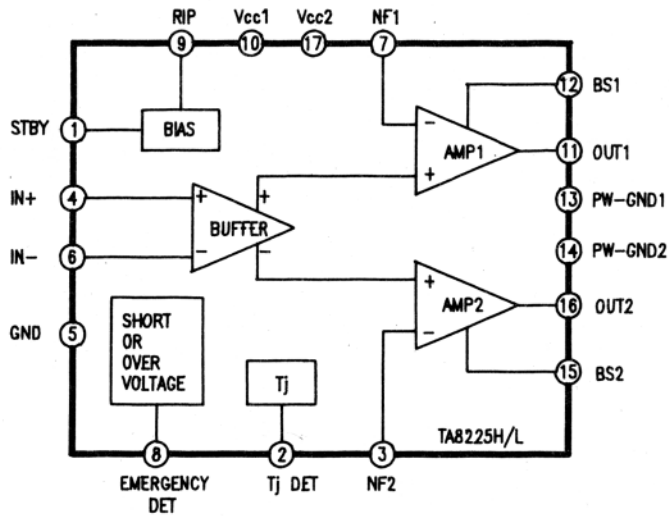 RIP Vcc1 Vcc2 NF1
9 10 17 7
12 BS1
STBY 1 BIAS
- AMP1 + 11 OUT1
IN+ 4 + BUFFER + 13 PW-GND1
IN- 6 - - 14 PW-GND2
GND 5
+ AMP2 - 16 OUT2
SHORT
OR
OVER
VOLTAGE
Tj
15 BS2
TA8225H/L
8 2 3
EMERGENCY
DET
Tj DET
NF2